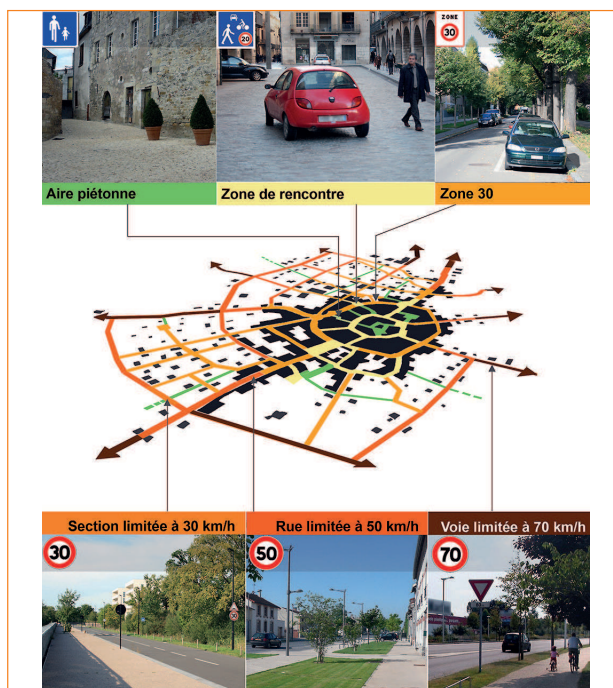 ZONE
30
20
Aire piétonne
Zone de rencontre
Zone 30
Section limitée à 30 km/h
Rue limitée à 50 km/h
Voie limitée à 70 km/h
30
50
70
30